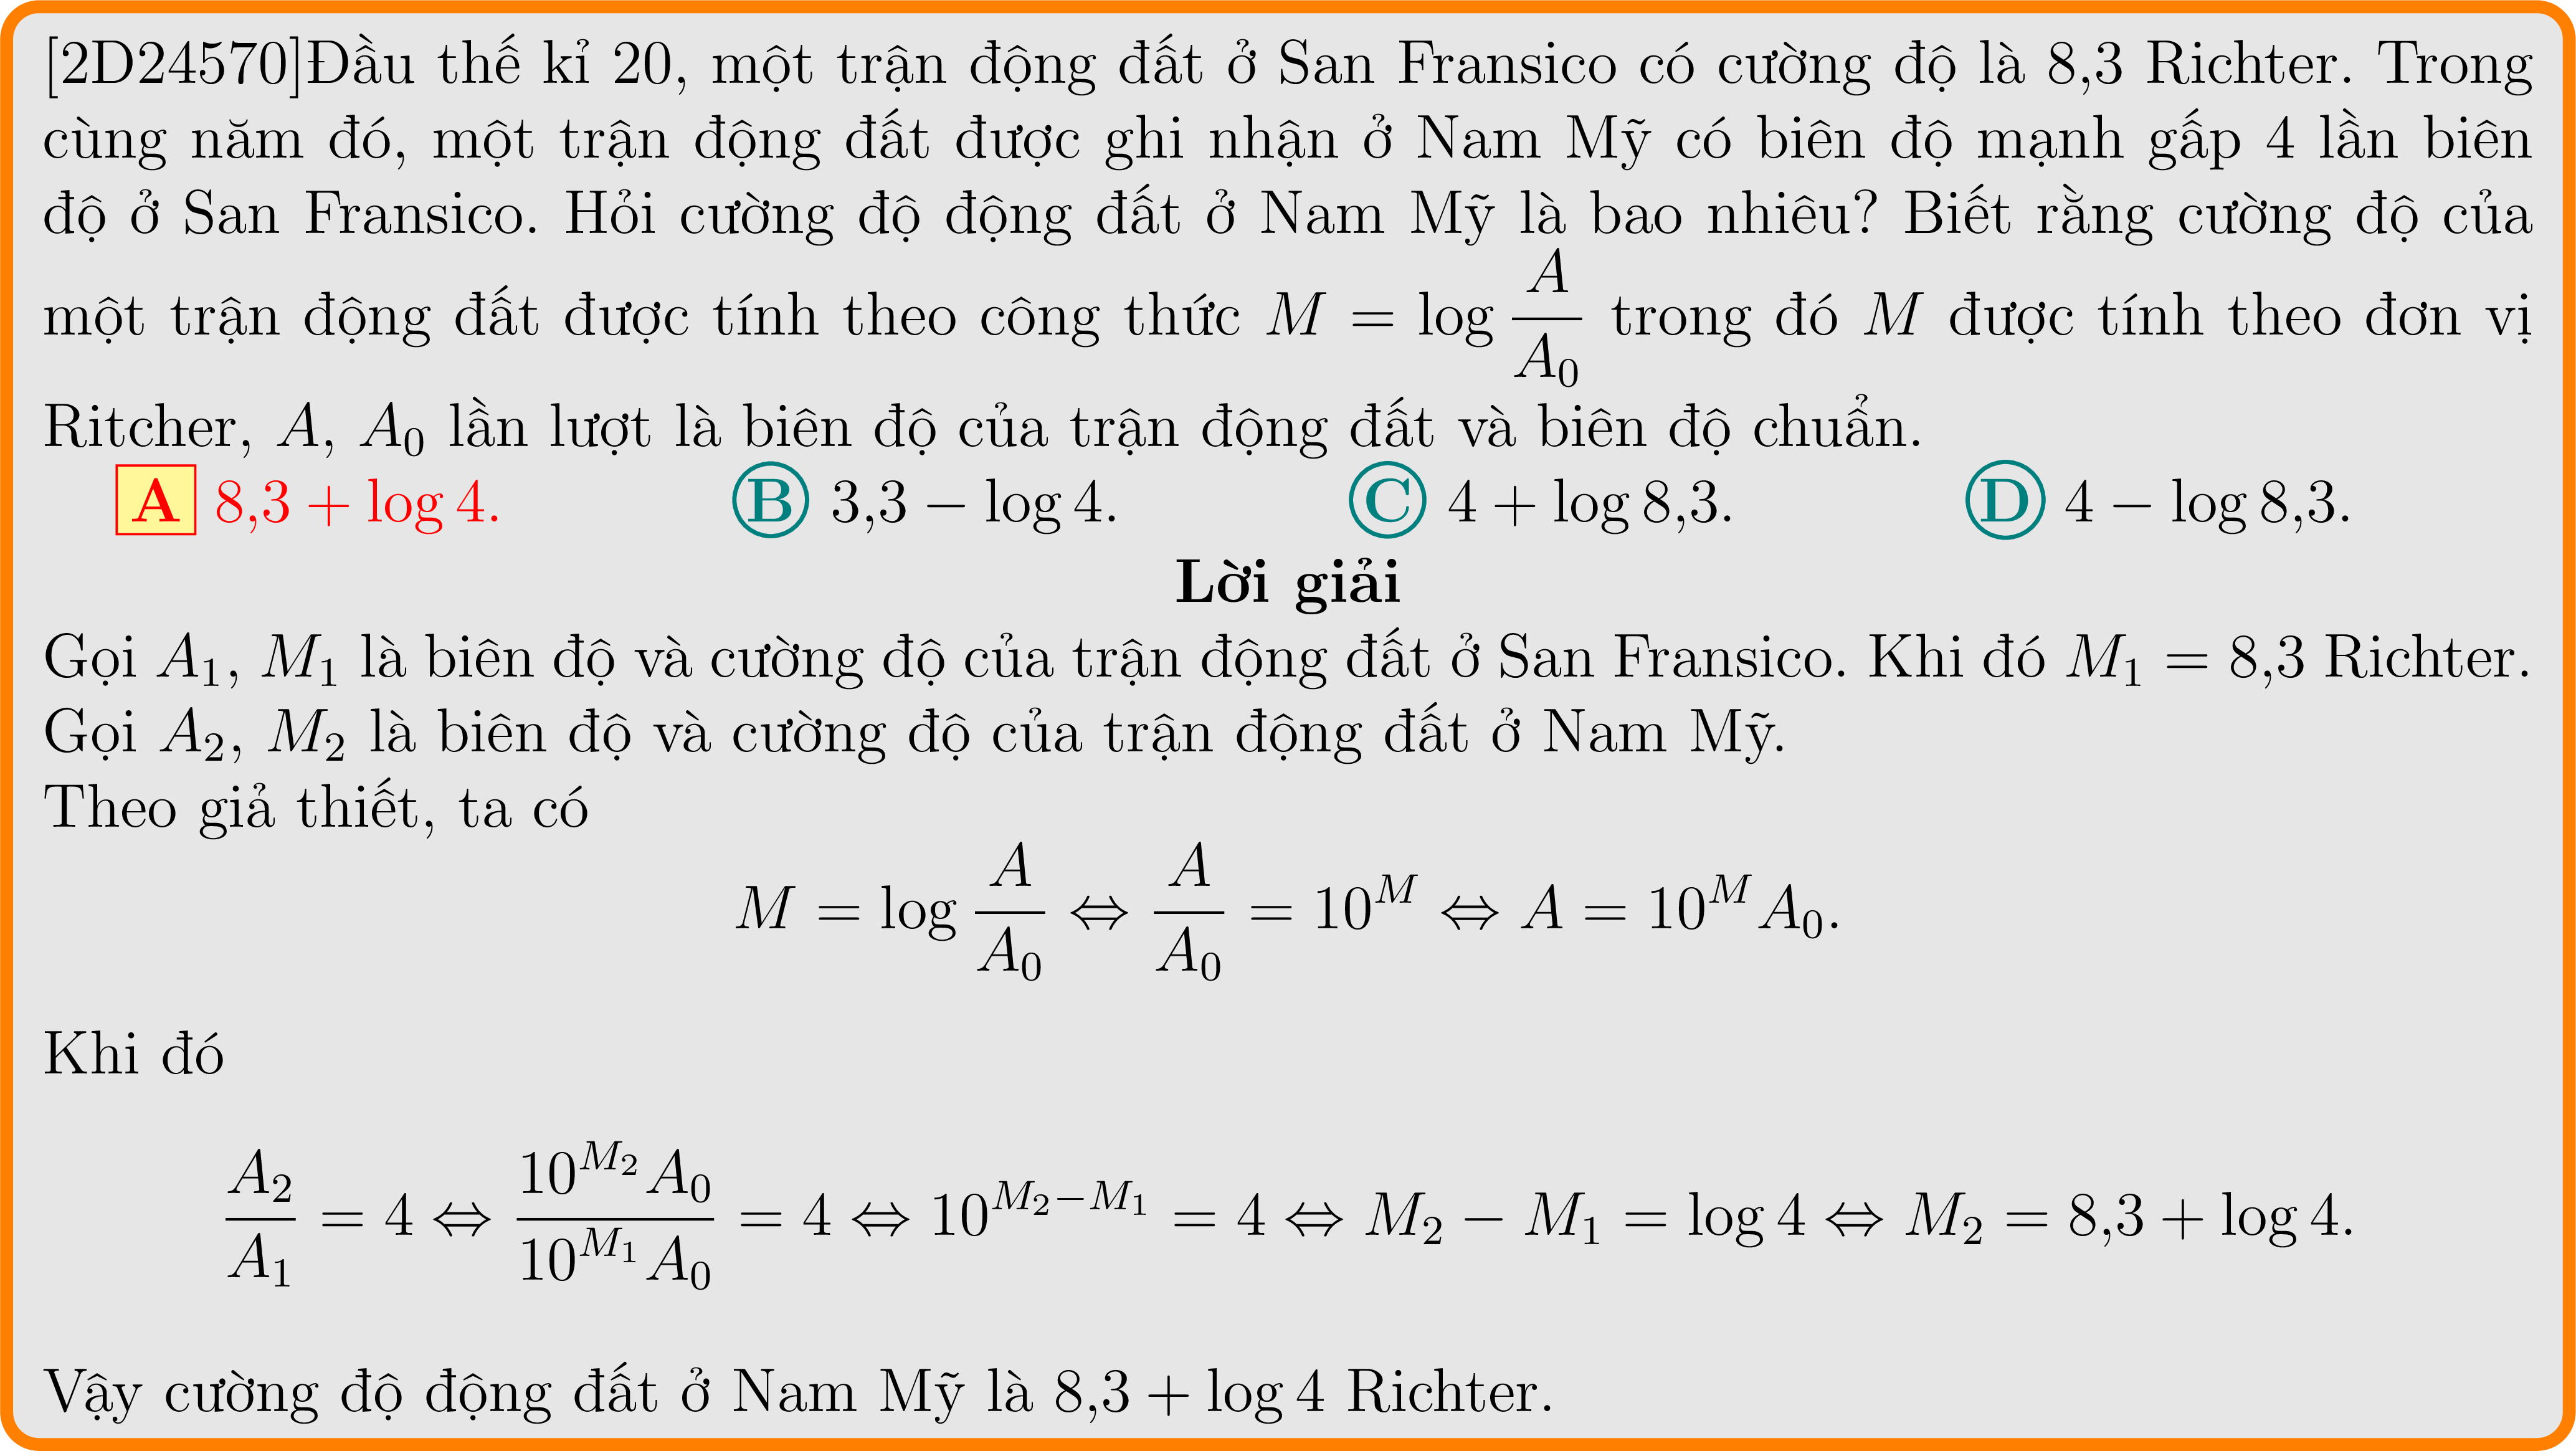 [2D24570]Đầu thế kỉ 20, một trận động đất ở San Fransico có cường độ là 8,3 Richter. Trong
cùng năm đó, một trận động đất được ghi nhận ở Nam Mỹ có biên độ mạnh gấp 4 lần biên
độ ở San Fransico. Hỏi cường độ động đất ở Nam Mỹ là bao nhiêu? Biết rằng cường độ của
một trận động đất được tính theo công thức $M = \log \dfrac{A}{A_0}$ trong đó $M$ được tính theo đơn vị
Ritcher, $A$, $A_0$ lần lượt là biên độ của trận động đất và biên độ chuẩn.
A 8,3 + log 4. B 3,3 − log 4. C 4 + log 8,3. D 4 − log 8,3.
Lời giải
Gọi $A_1$, $M_1$ là biên độ và cường độ của trận động đất ở San Fransico. Khi đó $M_1 = 8,3$ Richter.
Gọi $A_2$, $M_2$ là biên độ và cường độ của trận động đất ở Nam Mỹ.
Theo giả thiết, ta có
$M = \log \dfrac{A}{A_0} \Leftrightarrow \dfrac{A}{A_0} = 10^M \Leftrightarrow A = 10^M A_0.$
Khi đó
$\dfrac{A_2}{A_1} = 4 \Leftrightarrow \dfrac{10^{M_2} A_0}{10^{M_1} A_0} = 4 \Leftrightarrow 10^{M_2 - M_1} = 4 \Leftrightarrow M_2 - M_1 = \log 4 \Leftrightarrow M_2 = 8,3 + \log 4.$
Vậy cường độ động đất ở Nam Mỹ là 8,3 + log 4 Richter.